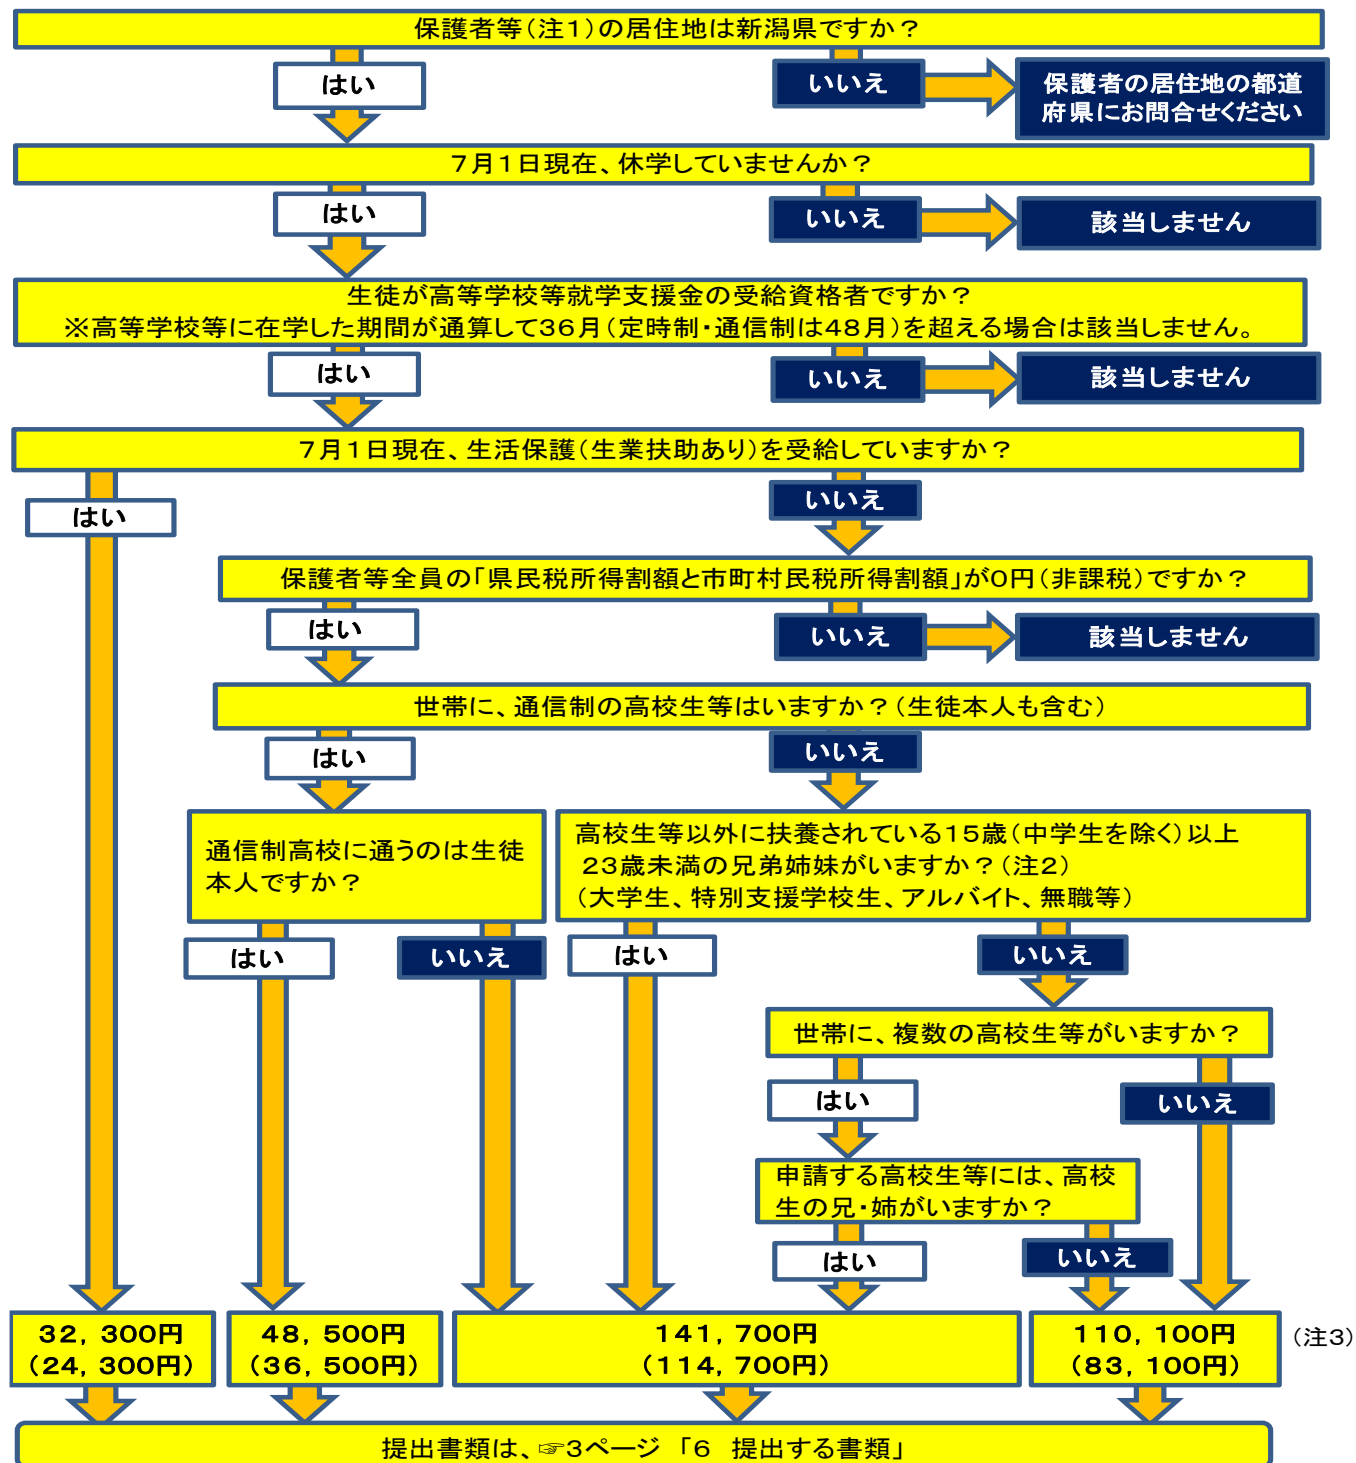 保護者等（注１）の居住地は新潟県ですか？
はい
いいえ
保護者の居住地の都道
府県にお問合せください
７月１日現在、休学していませんか？
はい
いいえ
該当しません
生徒が高等学校等就学支援金の受給資格者ですか？
※高等学校等に在学した期間が通算して３６月（定時制・通信制は４８月）を超える場合は該当しません。
はい
いいえ
該当しません
７月１日現在、生活保護（生業扶助あり）を受給していますか？
はい
いいえ
保護者等全員の「県民税所得割額と市町村民税所得割額」が０円（非課税）ですか？
はい
いいえ
該当しません
世帯に、通信制の高校生等はいますか？（生徒本人も含む）
はい
いいえ
通信制高校に通うのは生徒
本人ですか？
高校生等以外に扶養されている１５歳（中学生を除く）以上
２３歳未満の兄弟姉妹がいますか？（注２）
（大学生、特別支援学校生、アルバイト、無職等）
はい
いいえ
はい
いいえ
世帯に、複数の高校生等がいますか？
はい
いいえ
申請する高校生等には、高校
生の兄・姉がいますか？
はい
いいえ
３２，３００円
（２４，３００円）
４８，５００円
（３６，５００円）
１４１，７００円
（１１４，７００円）
１１０，１００円
（８３，１００円）
（注３）
提出書類は、☞３ページ 「６ 提出する書類」